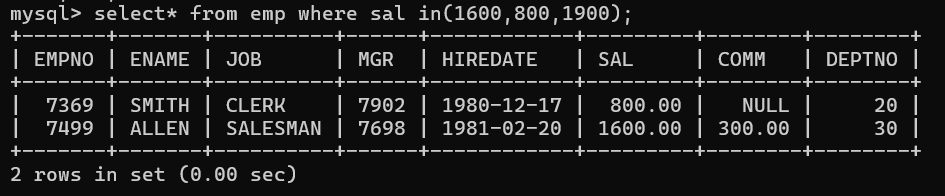 mysql> select* from emp where sal in(1600,800,1900);
+-------+-------+----------+------+------------+---------+--------+--------+
| EMPNO | ENAME | JOB      | MGR  | HIREDATE   | SAL     | COMM   | DEPTNO |
+-------+-------+----------+------+------------+---------+--------+--------+
|  7369 | SMITH | CLERK    | 7902 | 1980-12-17 |  800.00 |   NULL |     20 |
|  7499 | ALLEN | SALESMAN | 7698 | 1981-02-20 | 1600.00 | 300.00 |     30 |
+-------+-------+----------+------+------------+---------+--------+--------+
2 rows in set (0.00 sec)